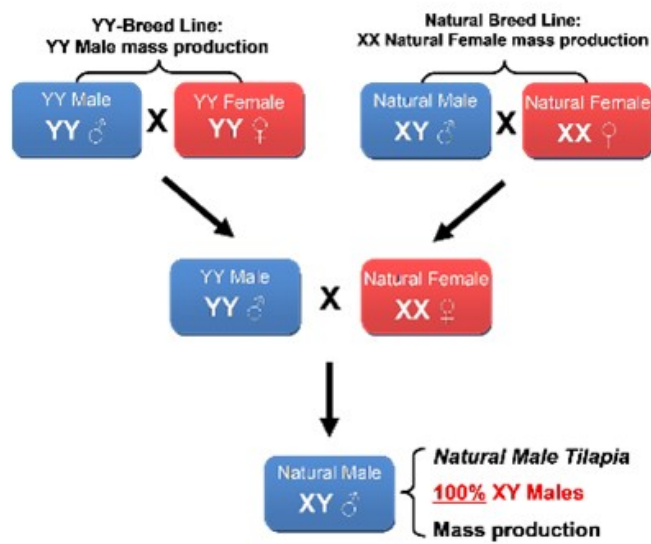 YY-Breed Line:
YY Male mass production
Natural Breed Line:
XX Natural Female mass production
YY Male
YY ♂
X
YY Female
YY ♀
Natural Male
XY ♂
X
Natural Female
XX ♀
YY Male
YY ♂
X
Natural Female
XX ♀
Natural Male
XY ♂
Natural Male Tilapia
100% XY Males
Mass production